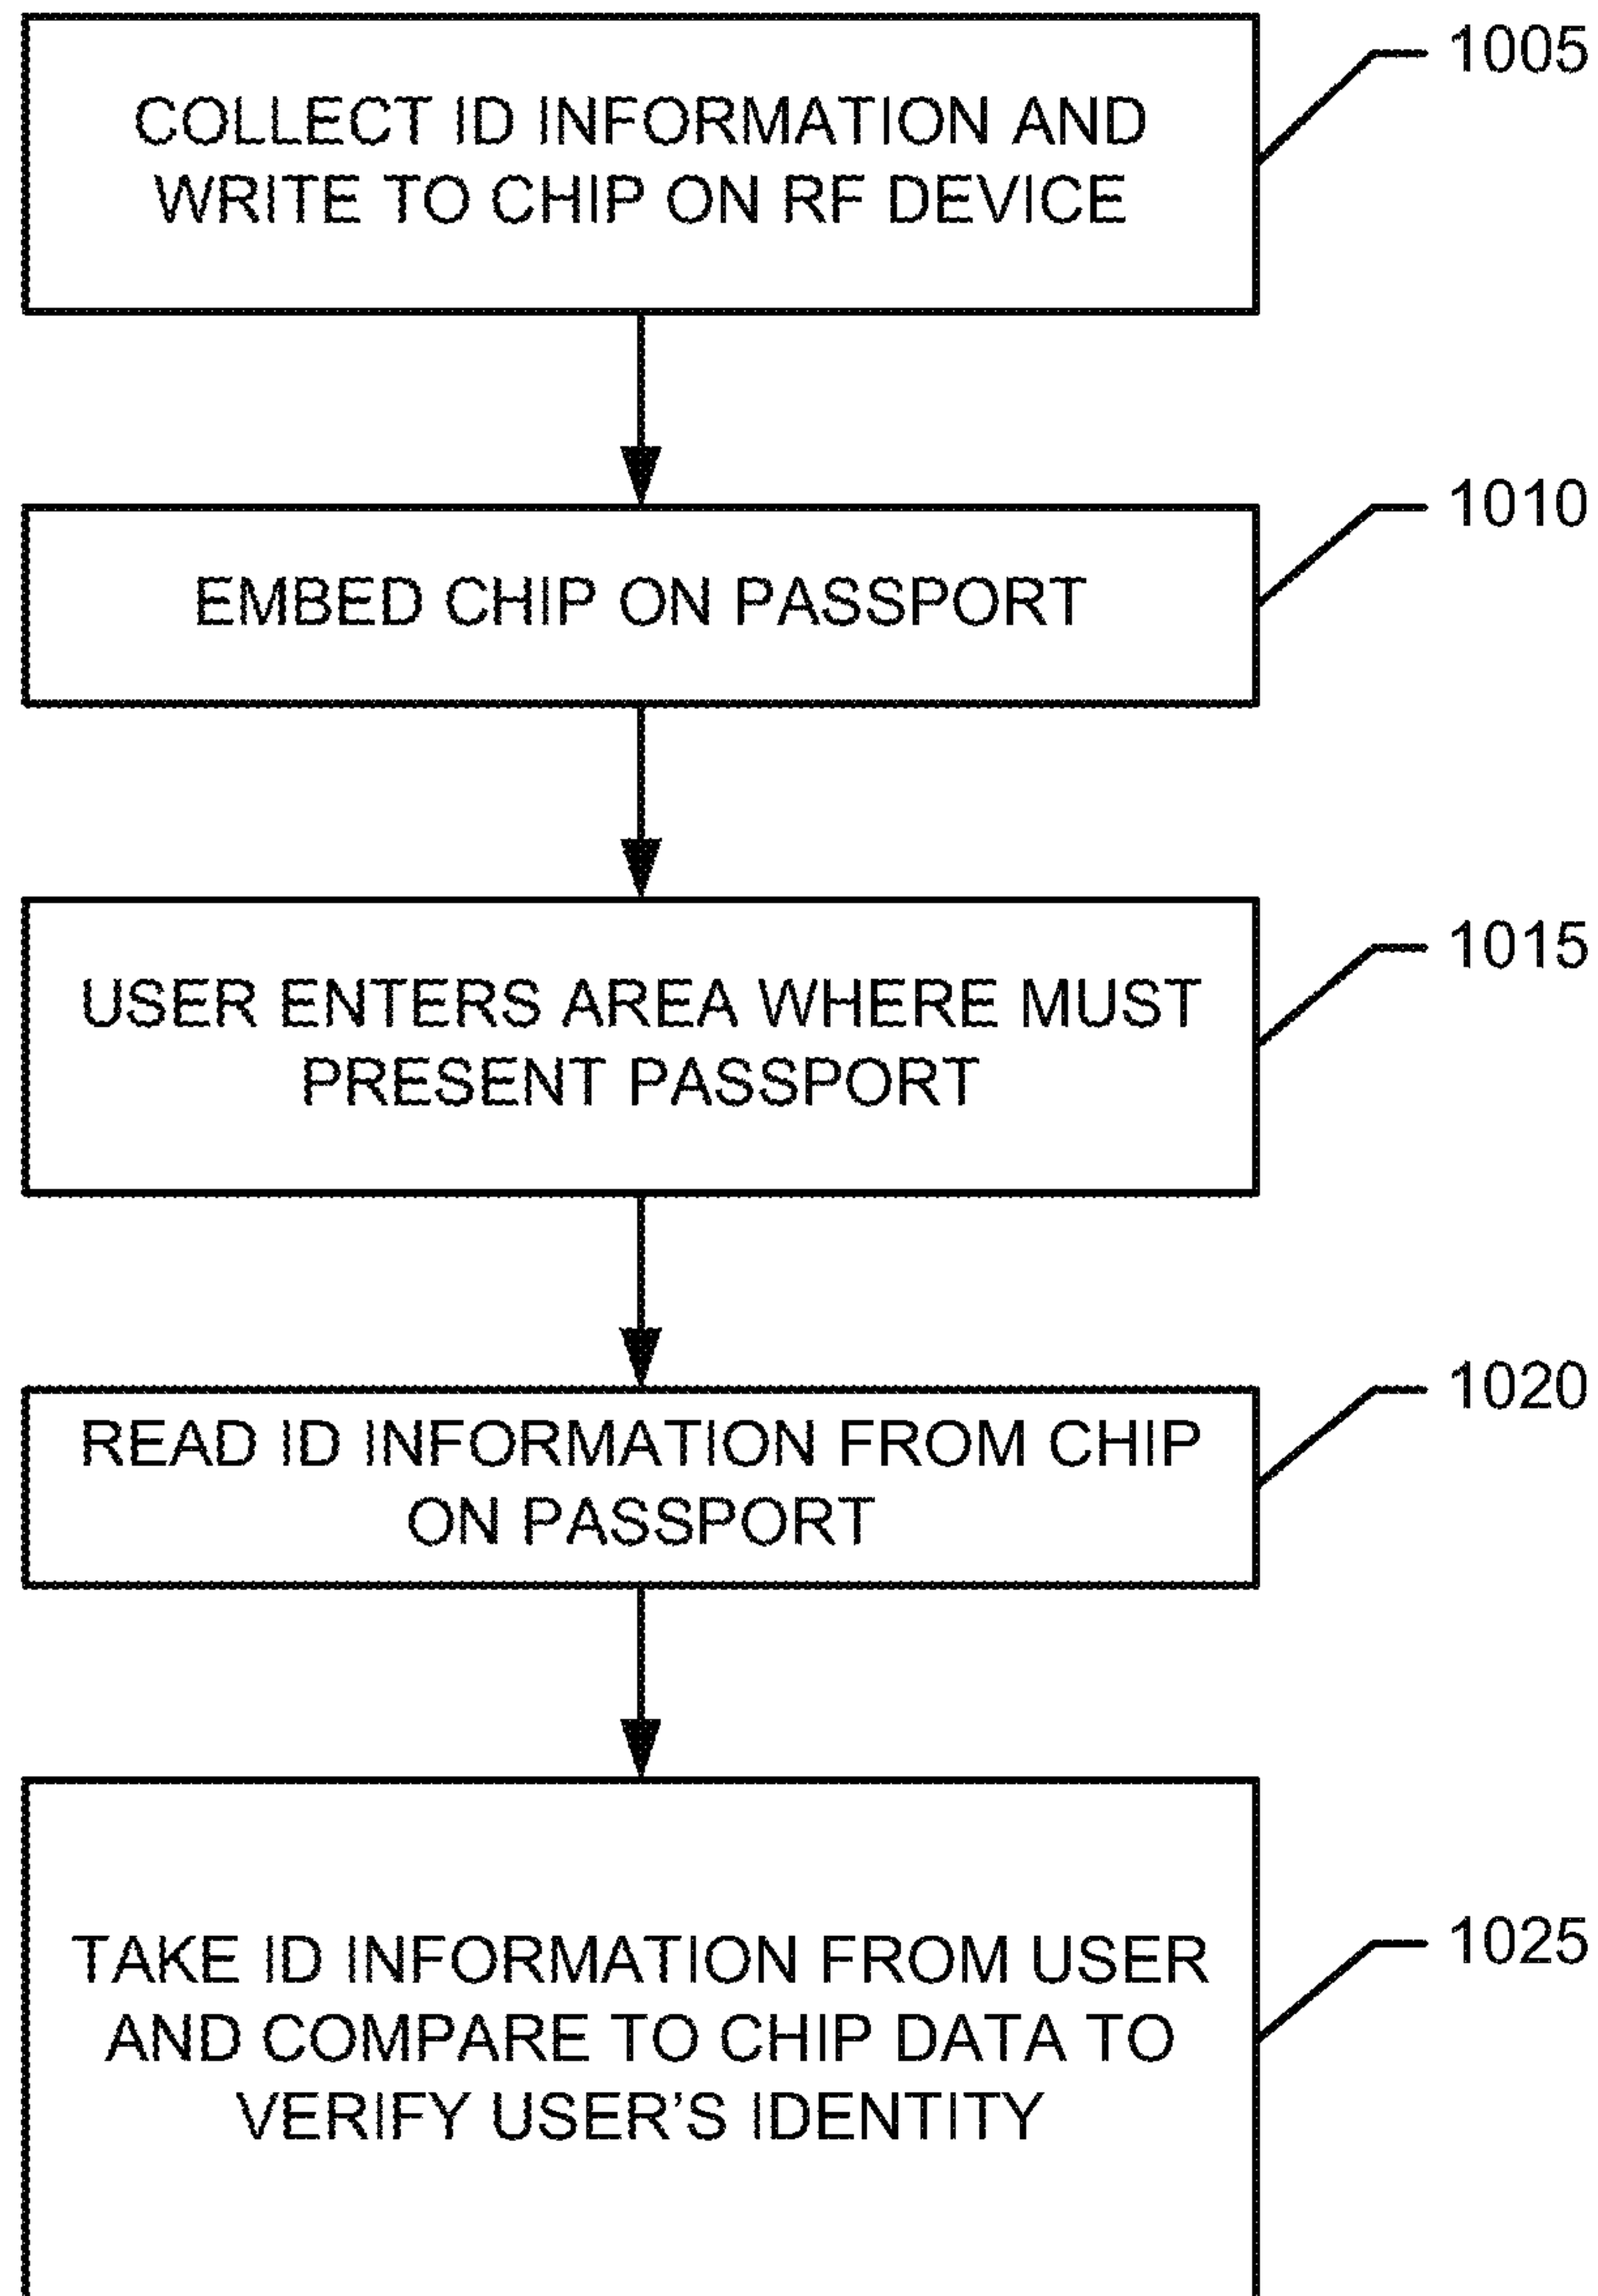 1005
COLLECT ID INFORMATION AND
WRITE TO CHIP ON RF DEVICE
1010
EMBED CHIP ON PASSPORT
1015
USER ENTERS AREA WHERE MUST
PRESENT PASSPORT
1020
READ ID INFORMATION FROM CHIP
ON PASSPORT
1025
TAKE ID INFORMATION FROM USER
AND COMPARE TO CHIP DATA TO
VERIFY USER'S IDENTITY